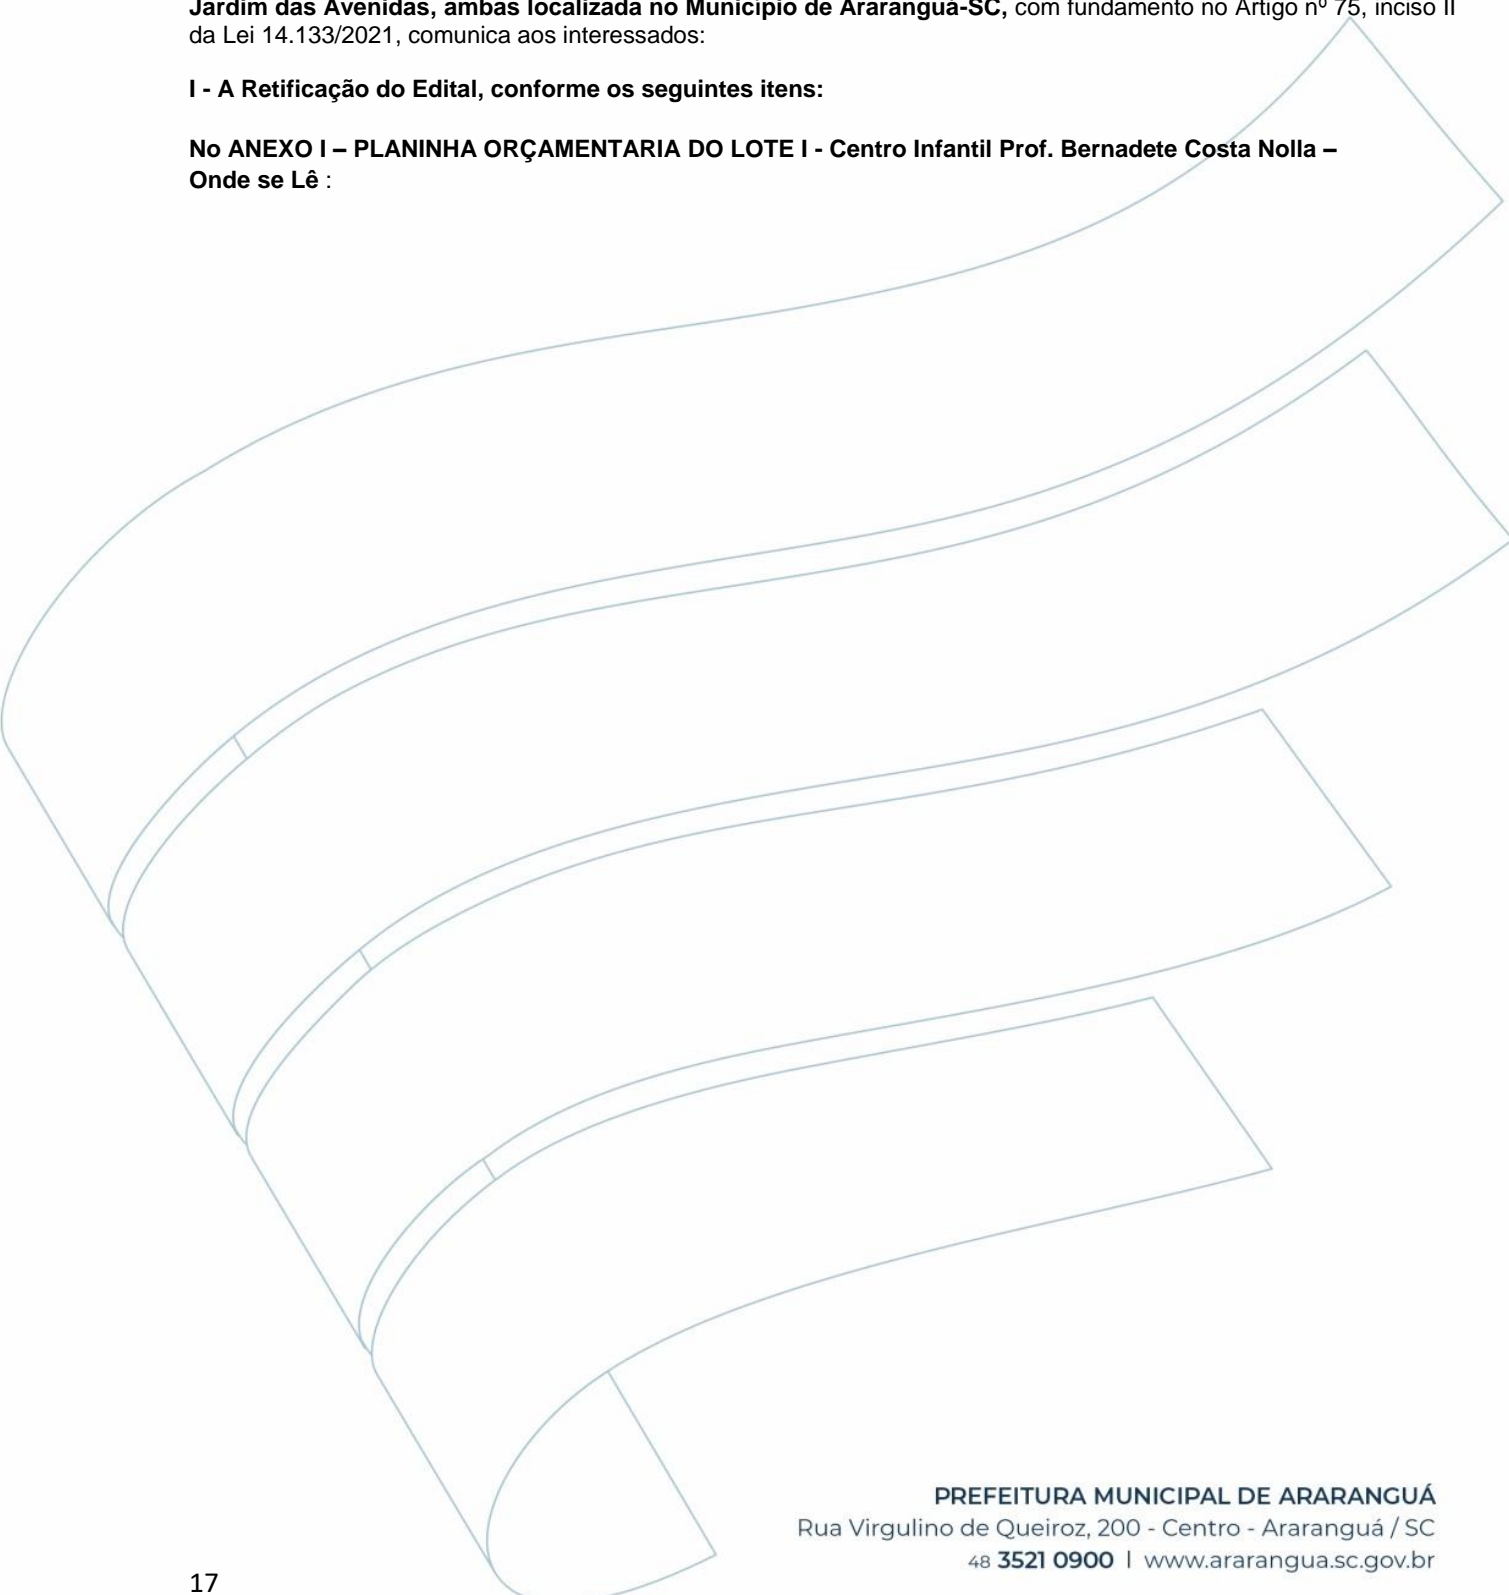 Jardim das Avenidas, ambas localizada no Município de Araranguá-SC, com fundamento no Artigo nº 75, inciso II
da Lei 14.133/2021, comunica aos interessados:
I - A Retificação do Edital, conforme os seguintes itens:
No ANEXO I – PLANINHA ORÇAMENTARIA DO LOTE I - Centro Infantil Prof. Bernadete Costa Nolla –
Onde se Lê :
PREFEITURA MUNICIPAL DE ARARANGUÁ
Rua Virgulino de Queiroz, 200 - Centro - Araranguá / SC
48 3521 0900 | www.ararangua.sc.gov.br
17